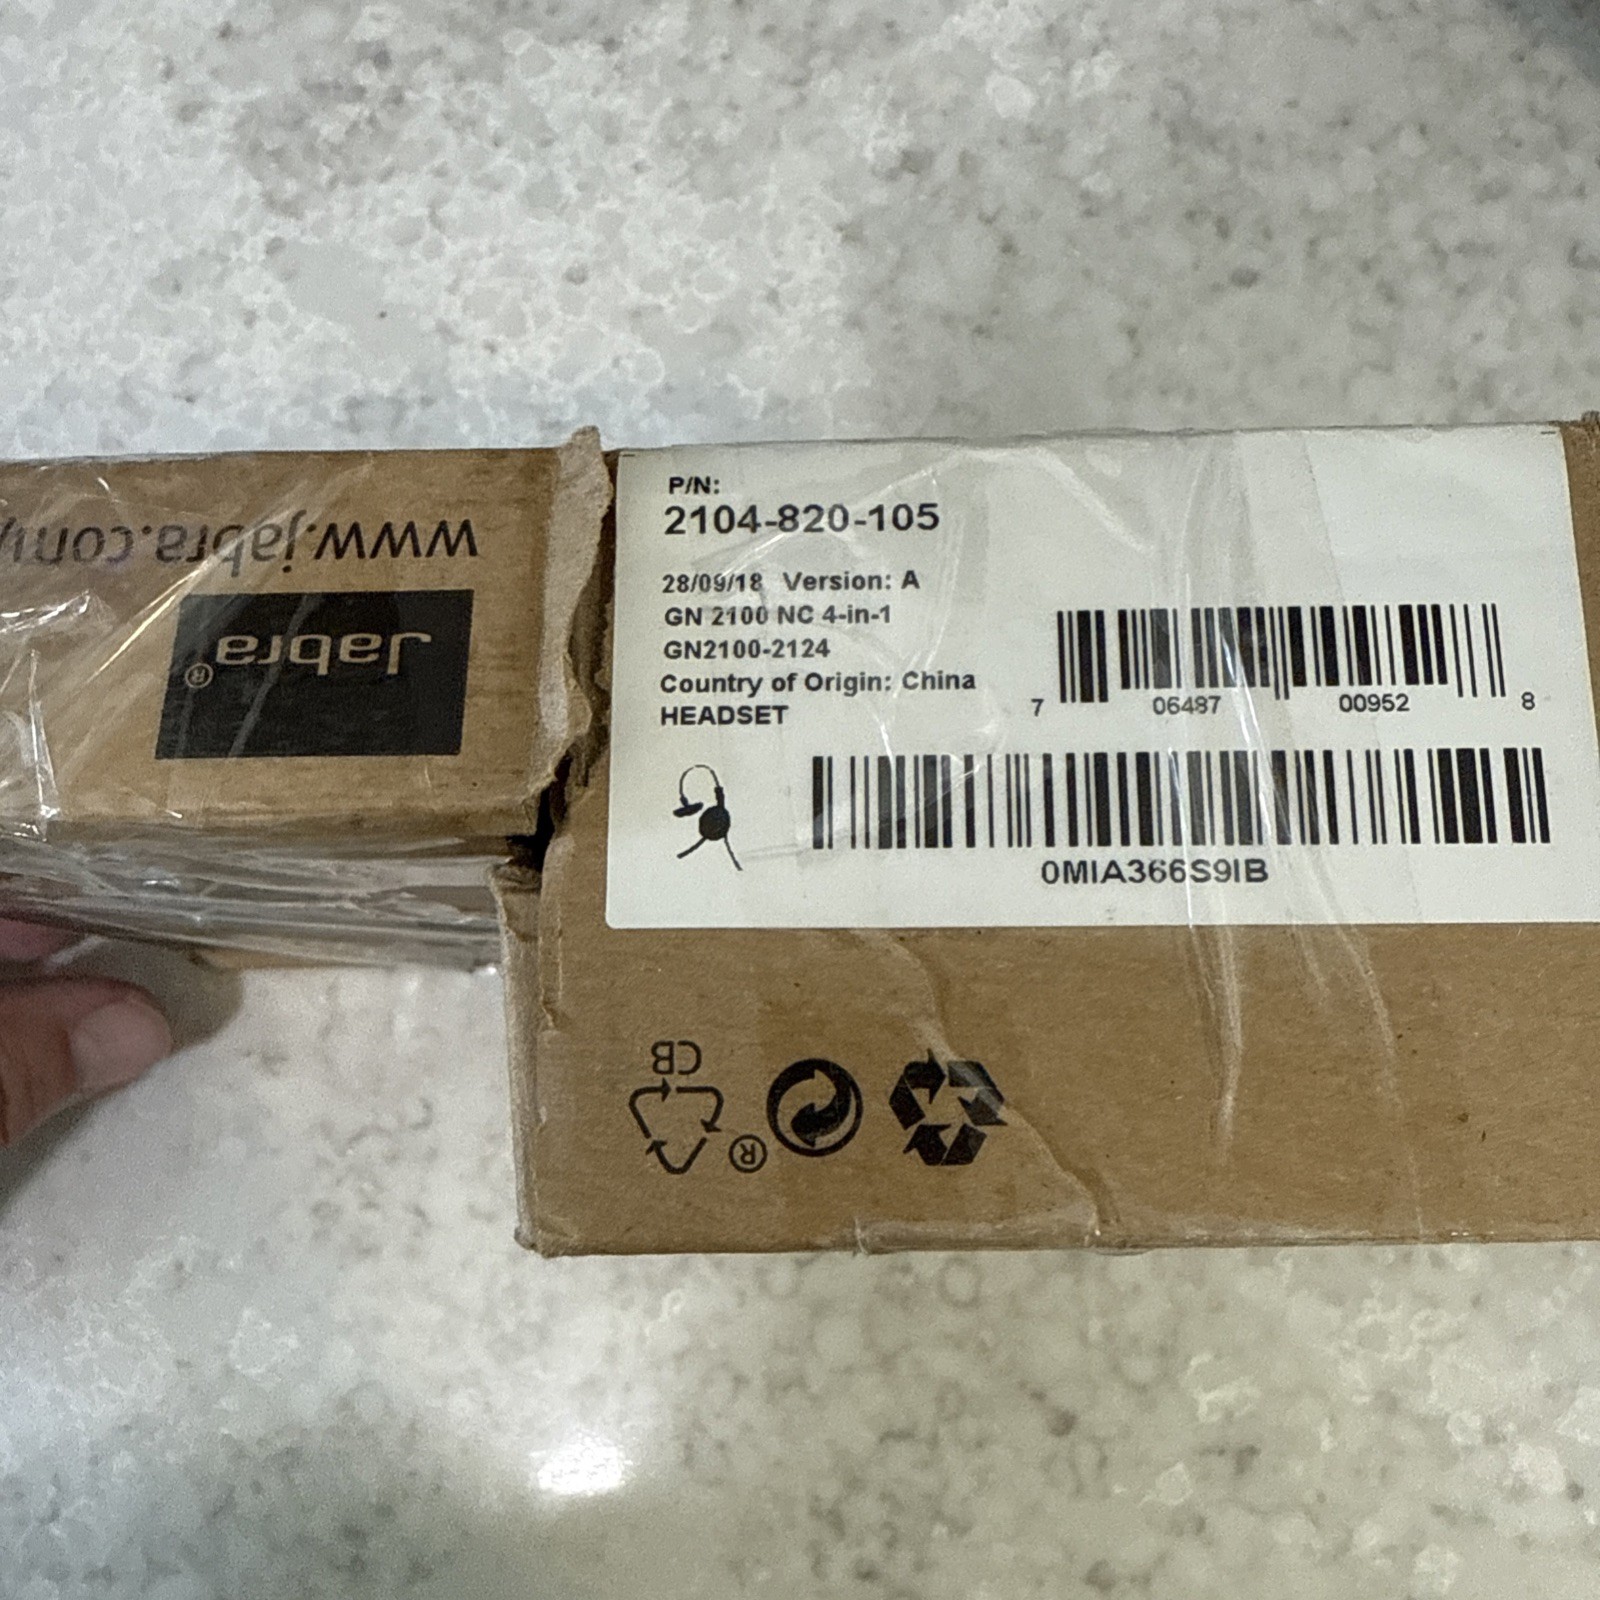 www.jabra.com/
Jabra®
P/N:
2104-820-105
28/09/18 Version: A
GN 2100 NC 4-in-1
GN2100-2124
Country of Origin: China
HEADSET
7 06487 00952 8
0MIA366S9IB
CB
®